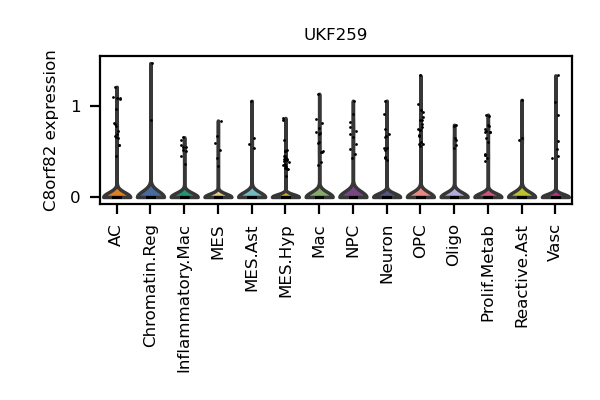 UKF259
C8orf82 expression
1
0
AC
Chromatin.Reg
Inflammatory.Mac
MES
MES.Ast
MES.Hyp
Mac
NPC
Neuron
OPC
Oligo
Prolif.Metab
Reactive.Ast
Vasc